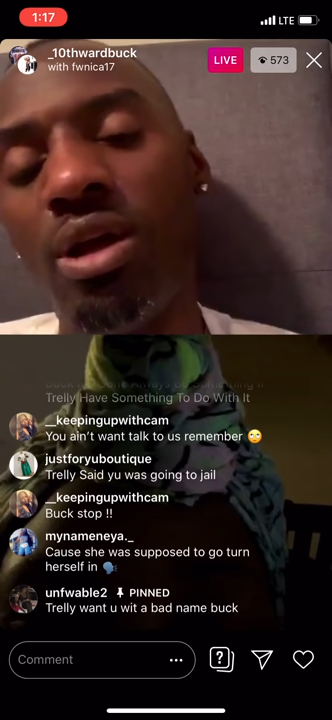 1:17
LTE
_10thwardbuck
with fwnica17
LIVE
573
Trelly Have Something To Do With It
__keepingupwithcam
You ain’t want talk to us remember 🙄
justforyuboutique
Trelly Said yu was going to jail
__keepingupwithcam
Buck stop !!
mynameneya._
Cause she was supposed to go turn
herself in 🗣
unfwable2 PINNED
Trelly want u wit a bad name buck
Comment